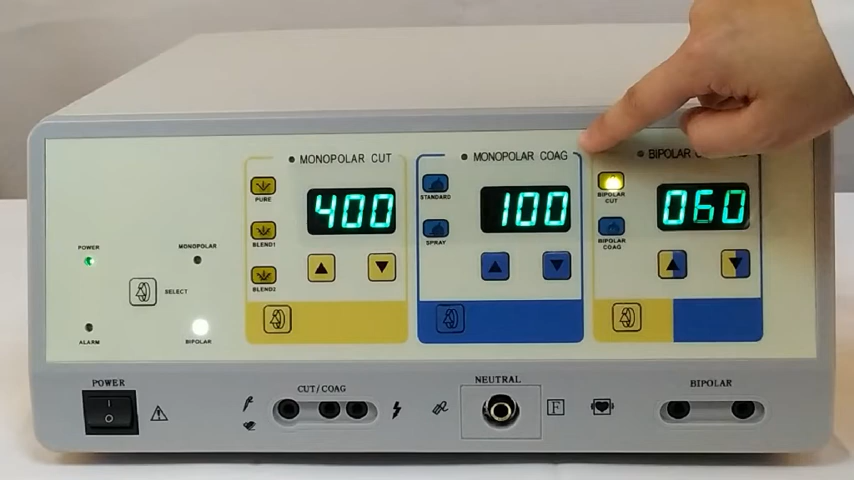 MONOPOLAR CUT
PURE
BLEND1
BLEND2
400
MONOPOLAR COAG
STANDARD
SPRAY
100
BIPOLAR
BIPOLAR
CUT
BIPOLAR
COAG
060
POWER
MONOPOLAR
SELECT
ALARM
BIPOLAR
POWER
CUT/COAG
NEUTRAL
F
BIPOLAR